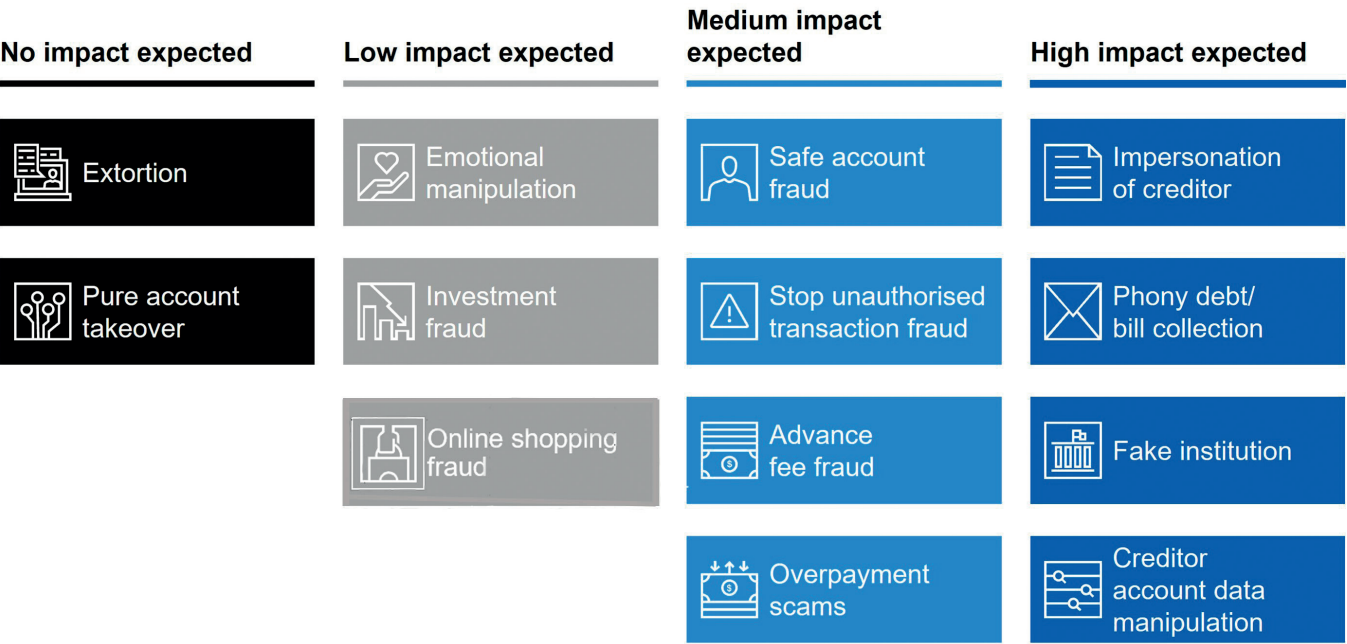 No impact expected
Low impact expected
Medium impact
expected
High impact expected
Extortion
Pure account
takeover
Emotional
manipulation
Investment
fraud
Online shopping
fraud
Safe account
fraud
Stop unauthorised
transaction fraud
Advance
fee fraud
Overpayment
scams
Impersonation
of creditor
Phony debt/
bill collection
Fake institution
Creditor
account data
manipulation